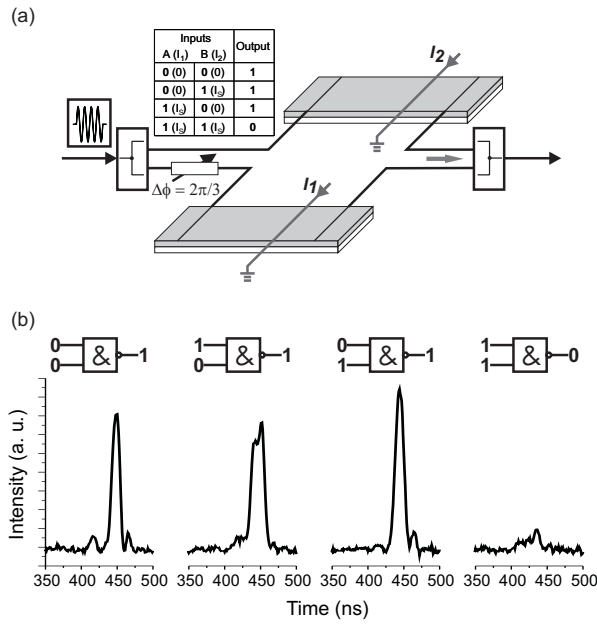 (a)
Inputs Output
A (I1) B (I2)
0 (0) 0 (0) 1
0 (0) 1 (IS) 1
1 (IS) 0 (0) 1
1 (IS) 1 (IS) 0
I2
Δϕ = 2π/3
I1
(b)
0 0 & 1
1 0 & 1
0 1 & 1
1 1 & 0
Intensity (a. u.)
350 400 450 500 350 400 450 500 350 400 450 500 350 400 450 500
Time (ns)